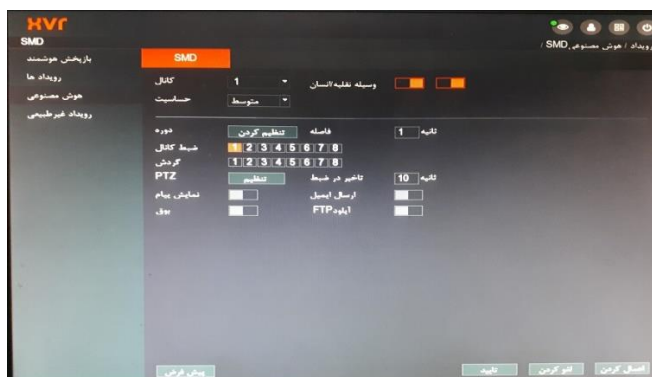 XVR
SMD
رویداد / هوش مصنوعی SMD /
بازپخش هوشمند
رویداد ها
هوش مصنوعی
رویداد غیر طبیعی
SMD
کانال 1 وسیله نقلیه/انسان
حساسیت متوسط
دوره تنظیم کردن فاصله 1 ثانیه
ضبط کانال 1 2 3 4 5 6 7 8
گردش 1 2 3 4 5 6 7 8
PTZ تنظیم تاخیر در ضبط 10 ثانیه
نمایش پیام ارسال ایمیل
بوق آپلود FTP
پیش فرض تایید لغو کردن اعمال کردن